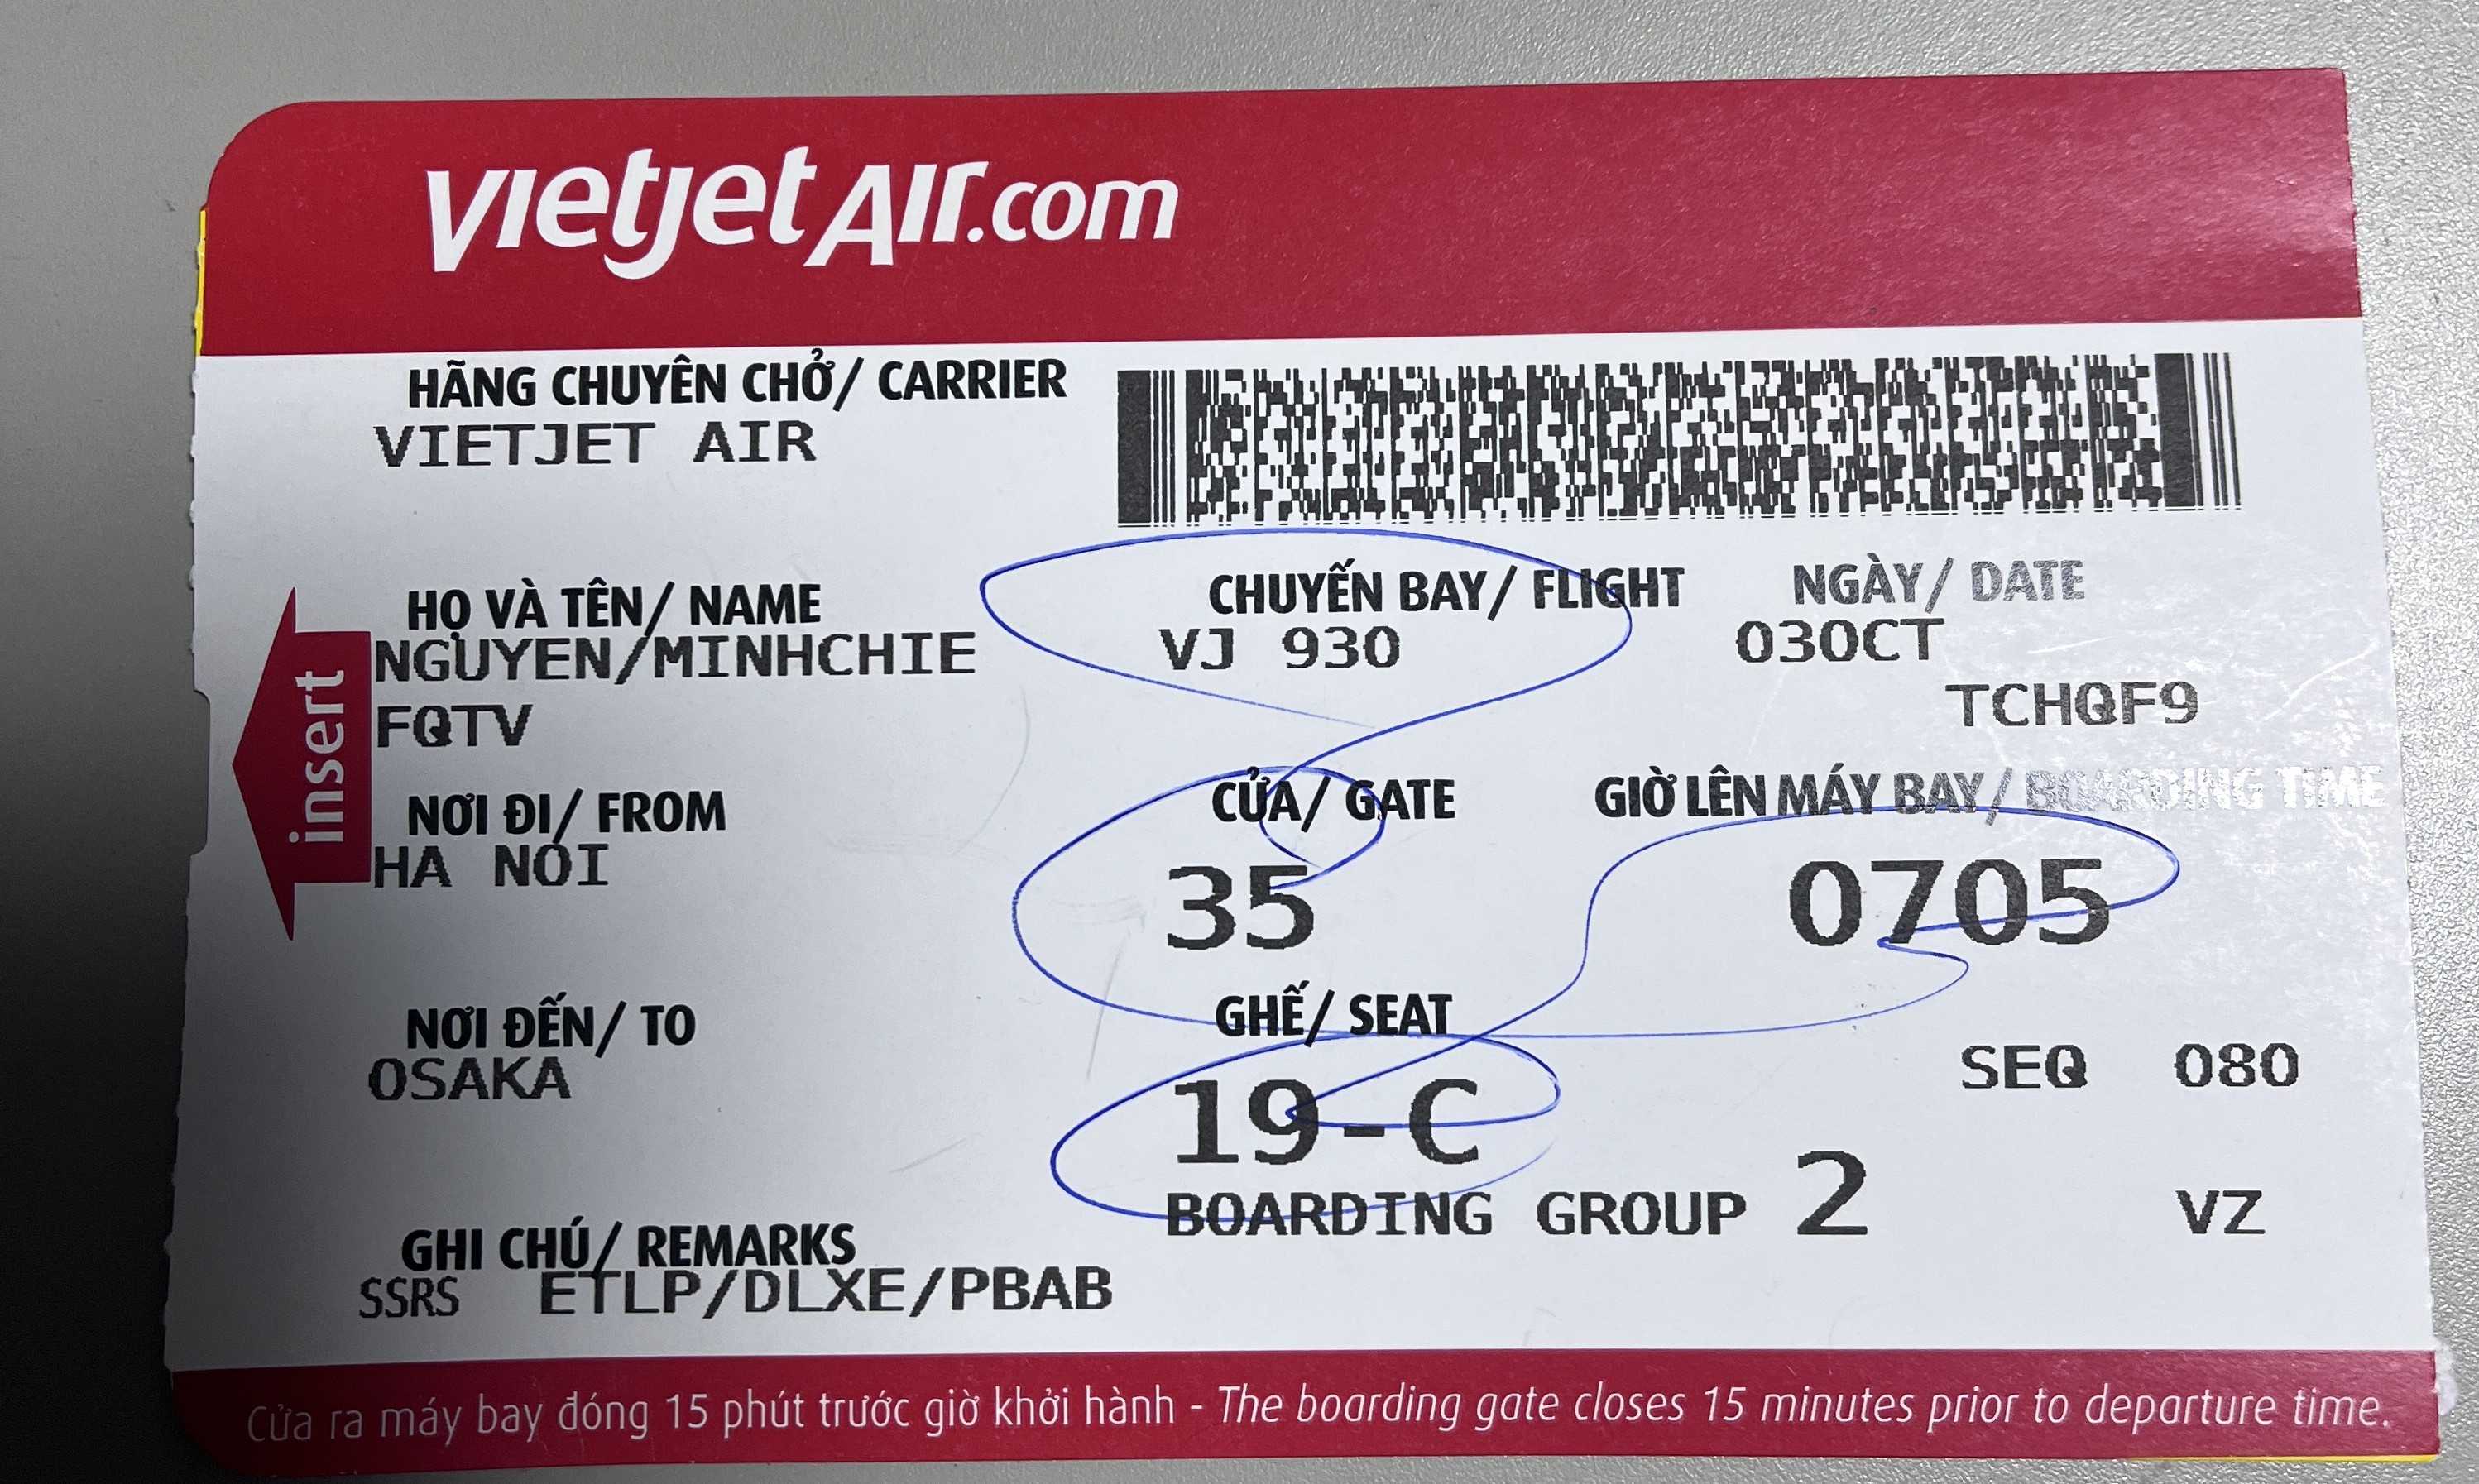 vietjetAir.com
HÃNG CHUYÊN CHỞ/ CARRIER
VIETJET AIR
HỌ VÀ TÊN/ NAME
NGUYEN/MINHCHIE
FQTV
CHUYẾN BAY/ FLIGHT
VJ 930
NGÀY/ DATE
03OCT
TCHQF9
insert
NƠI ĐI/ FROM
HA NOI
CỬA/ GATE
35
GIỜ LÊN MÁY BAY/ BOARDING TIME
0705
NƠI ĐẾN/ TO
OSAKA
GHẾ/ SEAT
19-C
SEQ 080
BOARDING GROUP 2
VZ
GHI CHÚ/ REMARKS
SSRS ETLP/DLXE/PBAB
Cửa ra máy bay đóng 15 phút trước giờ khởi hành - The boarding gate closes 15 minutes prior to departure time.